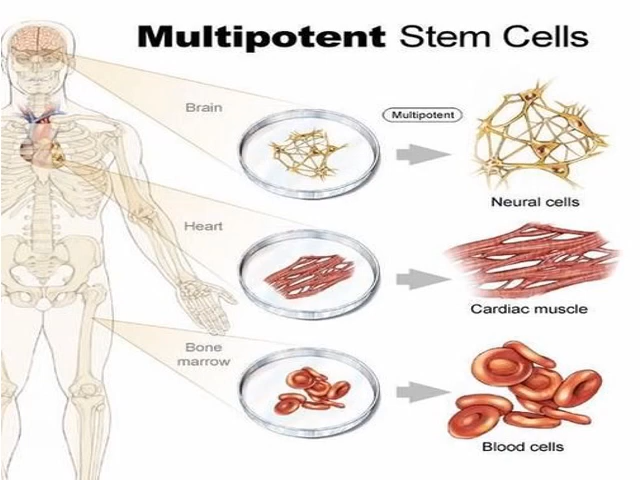 Multipotent Stem Cells
Brain
Multipotent
Neural cells
Heart
Cardiac muscle
Bone
marrow
Blood cells